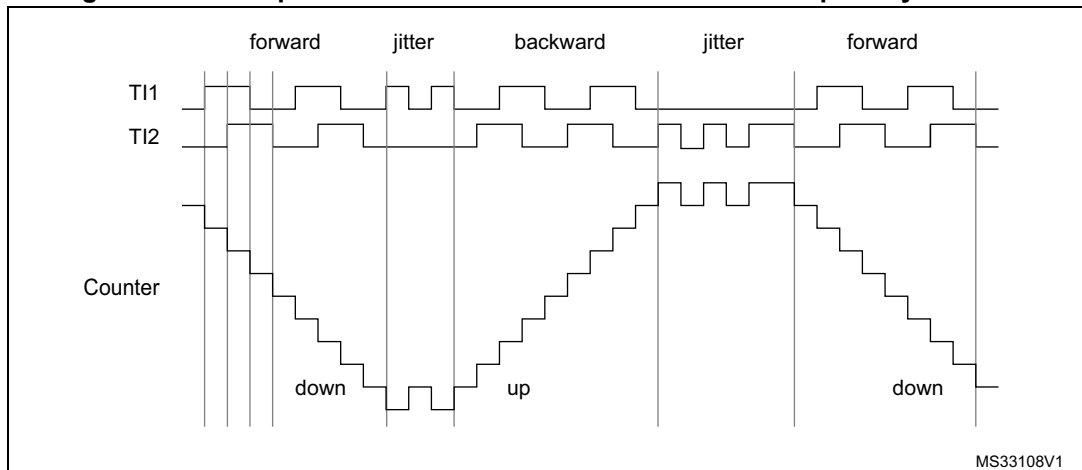 forward jitter backward jitter forward
TI1
TI2
Counter
down up down
MS33108V1